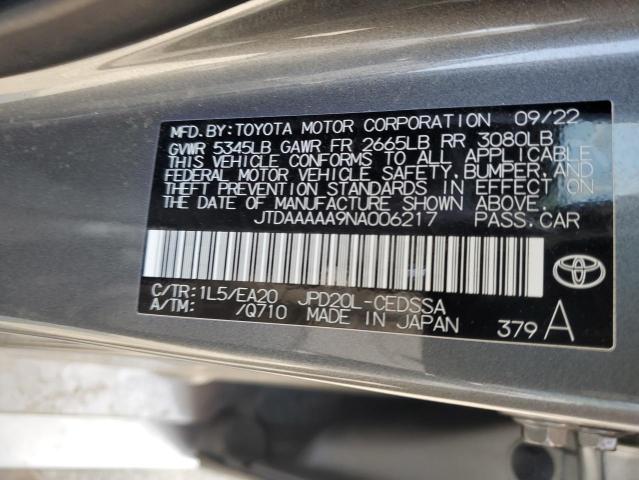 MFD.BY:TOYOTA MOTOR CORPORATION 09/22
GVWR 5345LB GAWR FR 2665LB RR 3080LB
THIS VEHICLE CONFORMS TO ALL APPLICABLE
FEDERAL MOTOR VEHICLE SAFETY,BUMPER,AND
THEFT PREVENTION STANDARDS IN EFFECT ON
THE DATE OF MANUFACTURE SHOWN ABOVE.
JTDAAAAA9NA006217 PASS.CAR
C/TR:1L5/EA20 JPD20L-CEDSSA
A/TM: /Q710 MADE IN JAPAN 379 A